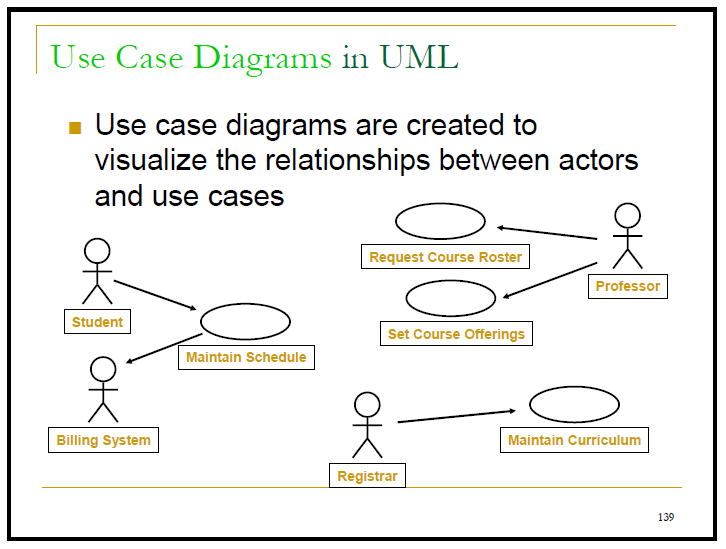 Use Case Diagrams in UML
Use case diagrams are created to
visualize the relationships between actors
and use cases
Request Course Roster
Professor
Student
Set Course Offerings
Maintain Schedule
Billing System
Maintain Curriculum
Registrar
139